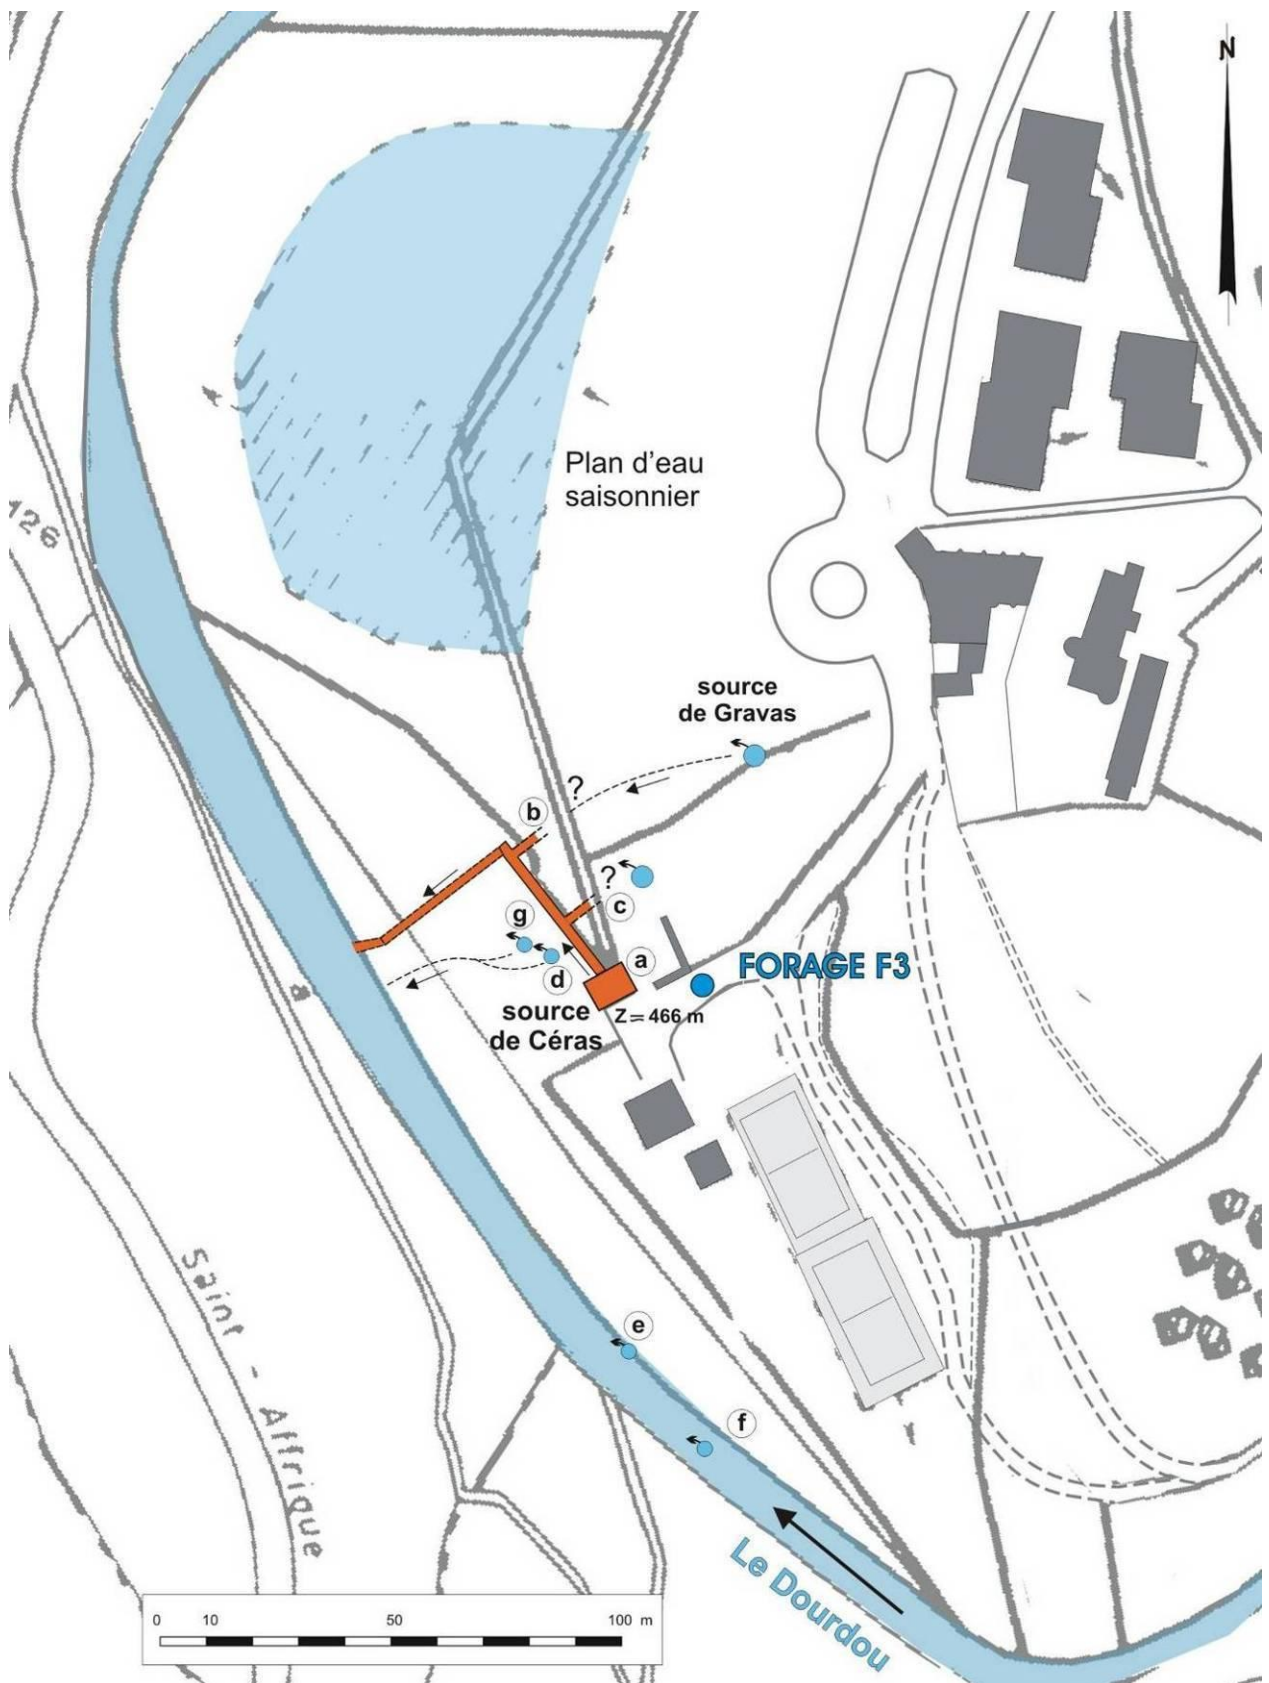 N
Plan d'eau
saisonnier
126
source
de Gravas
?
b
?
c
g
a
d
FORAGE F3
source
de Céras
Z= 466 m
e
f
Saint - Affrique
Le Dourdou
0 10 50 100 m